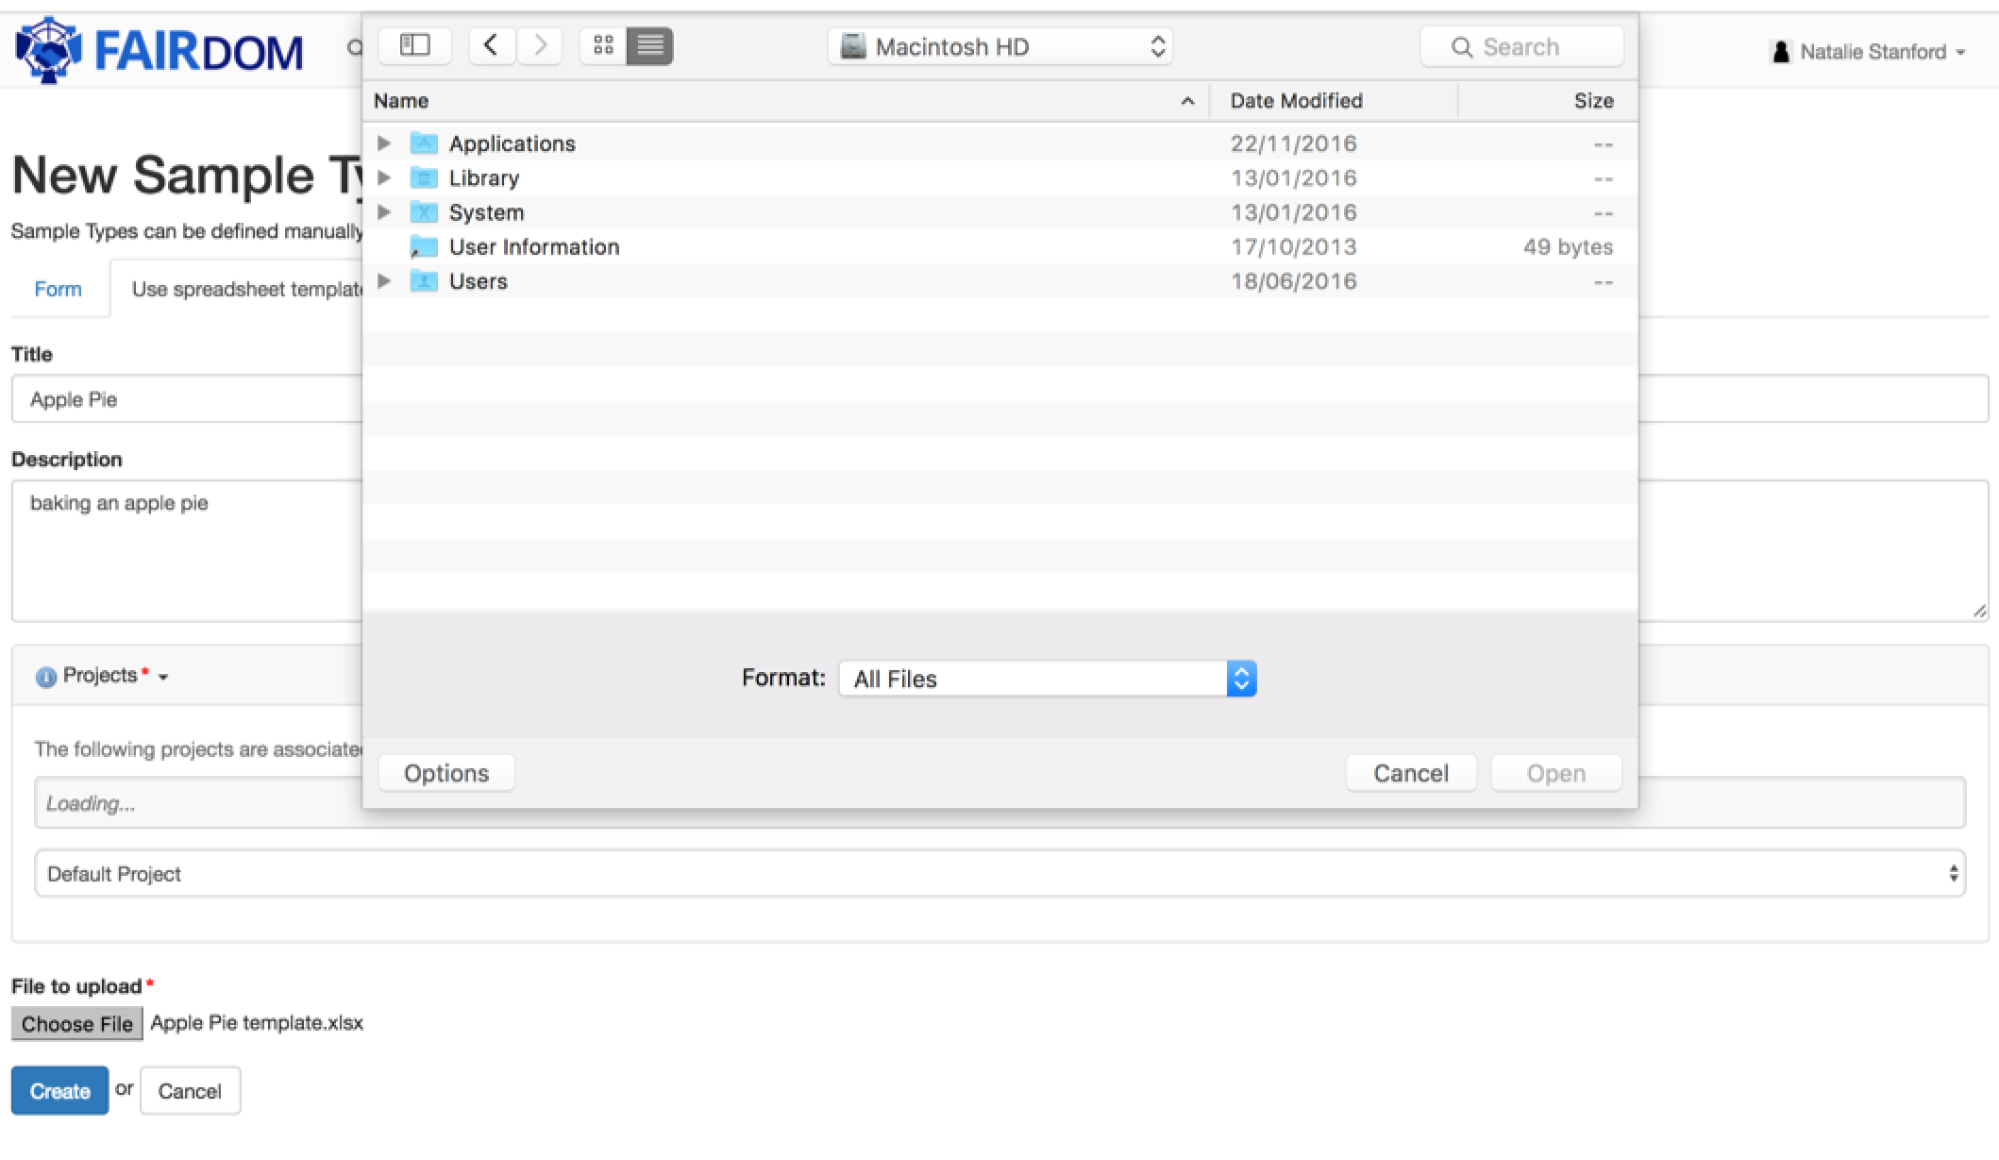 FAIRDOM
Macintosh HD
Search
Natalie Stanford
Name
Date Modified
Size
Applications
22/11/2016
--
Library
13/01/2016
--
System
13/01/2016
--
User Information
17/10/2013
49 bytes
Users
18/06/2016
--
New Sample Ty
Sample Types can be defined manually
Form
Use spreadsheet template
Title
Apple Pie
Description
baking an apple pie
Format:
All Files
Projects *
The following projects are associated
Options
Cancel
Open
Loading...
Default Project
File to upload *
Choose File Apple Pie template.xlsx
Create or Cancel